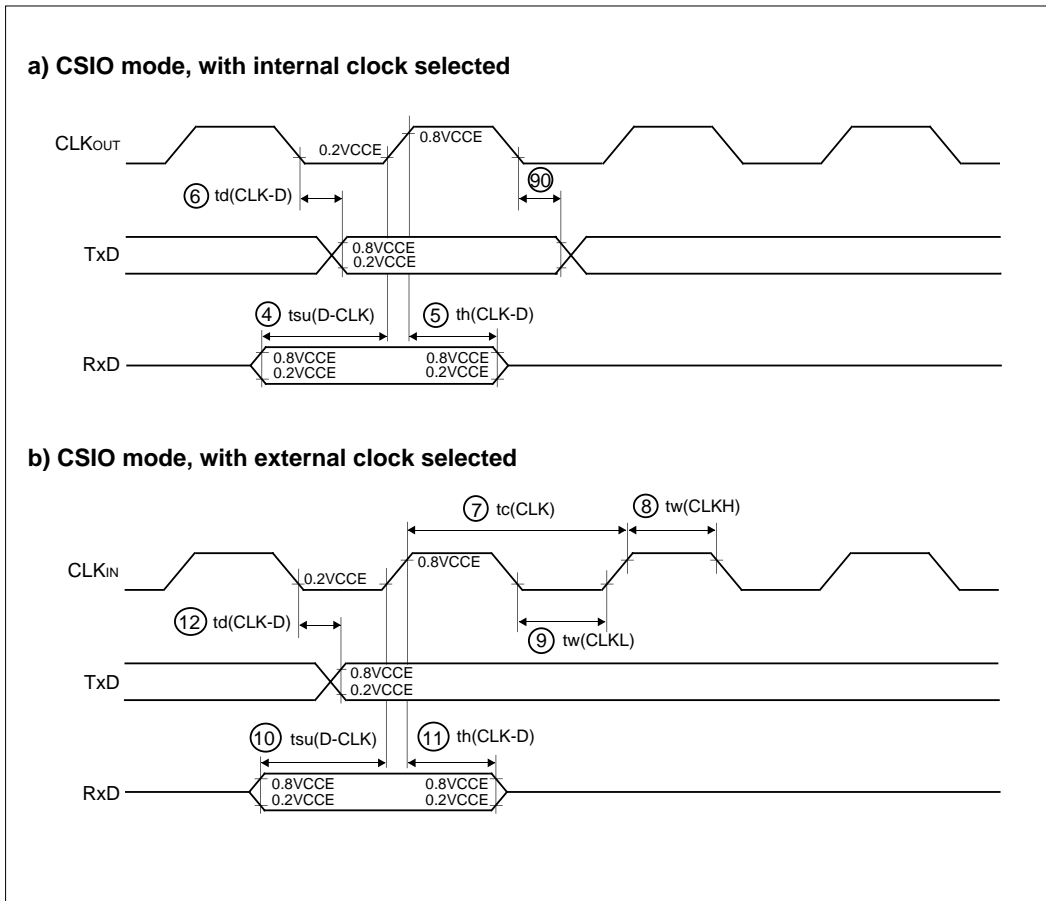 a) CSIO mode, with internal clock selected
CLKOUT
0.2VCCE
0.8VCCE
6 td(CLK-D)
90
TxD
0.8VCCE
0.2VCCE
4 tsu(D-CLK)
5 th(CLK-D)
RxD
0.8VCCE 0.8VCCE
0.2VCCE 0.2VCCE
b) CSIO mode, with external clock selected
7 tc(CLK)
8 tw(CLKH)
CLKIN
0.2VCCE
0.8VCCE
12 td(CLK-D)
9 tw(CLKL)
TxD
0.8VCCE
0.2VCCE
10 tsu(D-CLK)
11 th(CLK-D)
RxD
0.8VCCE 0.8VCCE
0.2VCCE 0.2VCCE